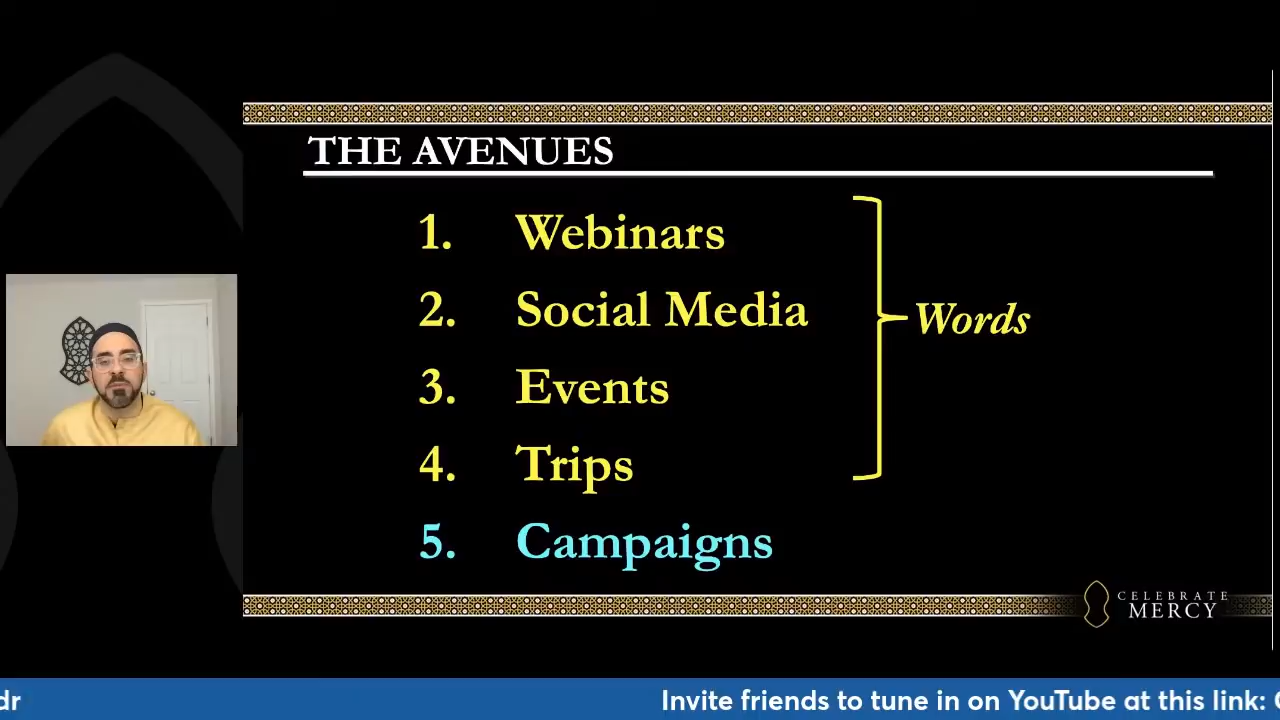 THE AVENUES
1. Webinars
2. Social Media
3. Events
4. Trips
Words
5. Campaigns
CELEBRATE
MERCY
dr Invite friends to tune in on YouTube at this link: